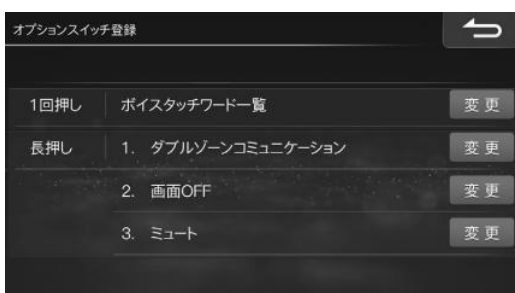 オプションスイッチ登録
1回押し ボイスタッチワード一覧 変更
長押し 1. ダブルゾーンコミュニケーション 変更
2. 画面OFF 変更
3. ミュート 変更